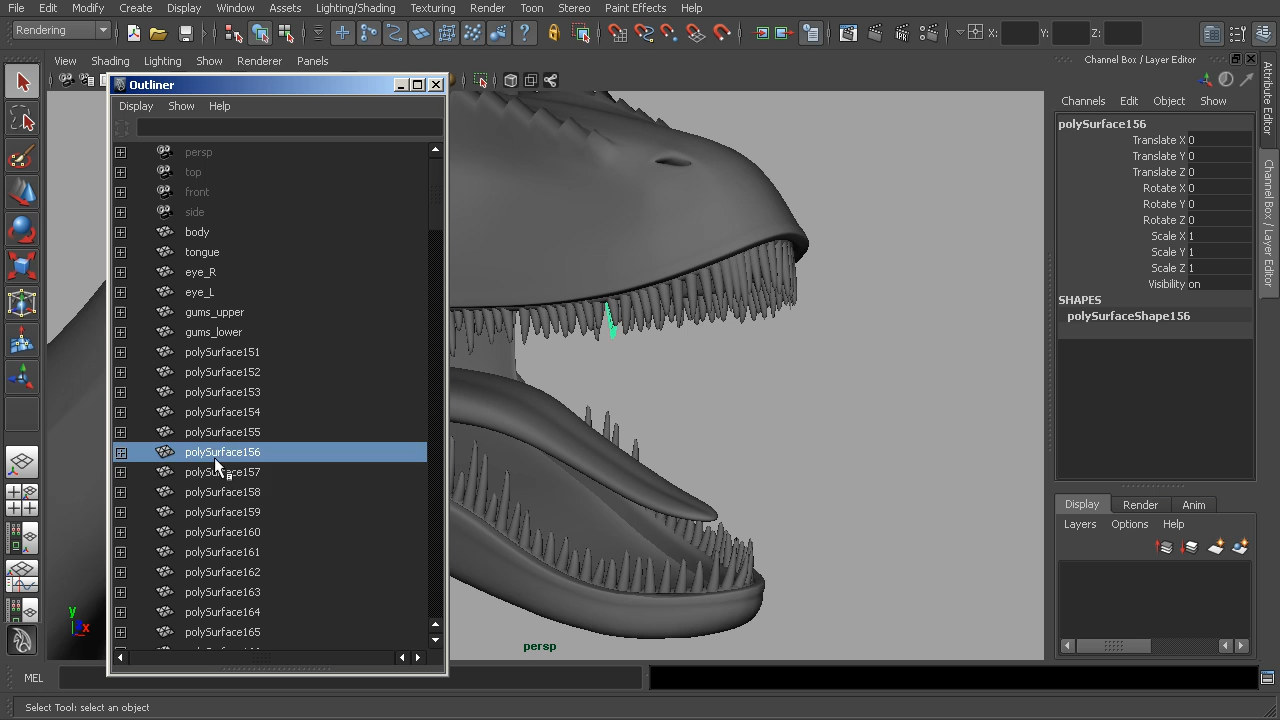 File Edit Modify Create Display Window Assets Lighting/Shading Texturing Render Toon Stereo Paint Effects Help
Rendering
X: Y: Z:
View Shading Lighting Show Renderer Panels
Channel Box / Layer Editor
Outliner
Display Show Help
persp
top
front
side
body
tongue
eye_R
eye_L
gums_upper
gums_lower
polySurface151
polySurface152
polySurface153
polySurface154
polySurface155
polySurface156
polySurface157
polySurface158
polySurface159
polySurface160
polySurface161
polySurface162
polySurface163
polySurface164
polySurface165
y
x
persp
Channels Edit Object Show
polySurface156
Translate X 0
Translate Y 0
Translate Z 0
Rotate X 0
Rotate Y 0
Rotate Z 0
Scale X 1
Scale Y 1
Scale Z 1
Visibility on
SHAPES
polySurfaceShape156
Display Render Anim
Layers Options Help
Attribute Editor
Channel Box / Layer Editor
MEL
Select Tool: select an object